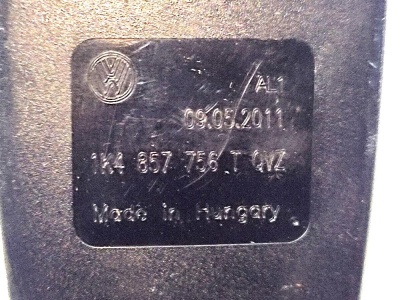 AL1
09.05.2011
1K4 857 756 T QVZ
Made in Hungary